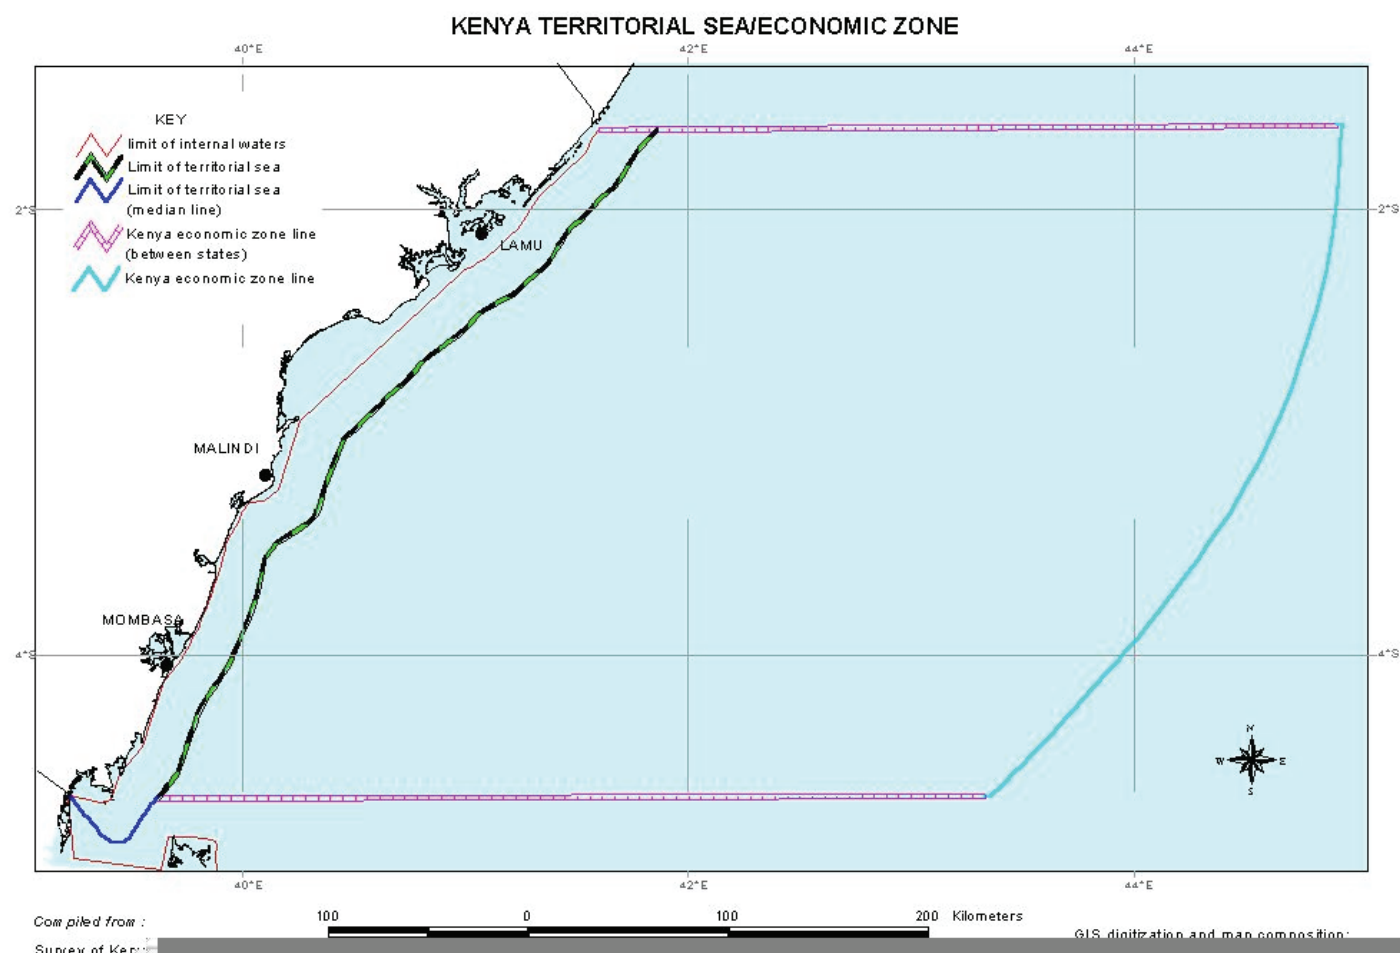 KENYA TERRITORIAL SEA/ECONOMIC ZONE
40°E 42°E 44°E
KEY
limit of internal waters
Limit of territorial sea
Limit of territorial sea
(median line)
Kenya economic zone line
(between states)
Kenya economic zone line
2°S 2°S
LAMU
MALINDI
MOMBASA
4°S 4°S
N
W E
S
40°E 42°E 44°E
Compiled from :
100 0 100 200 Kilometers
GIS digitization and map composition:
Survey of